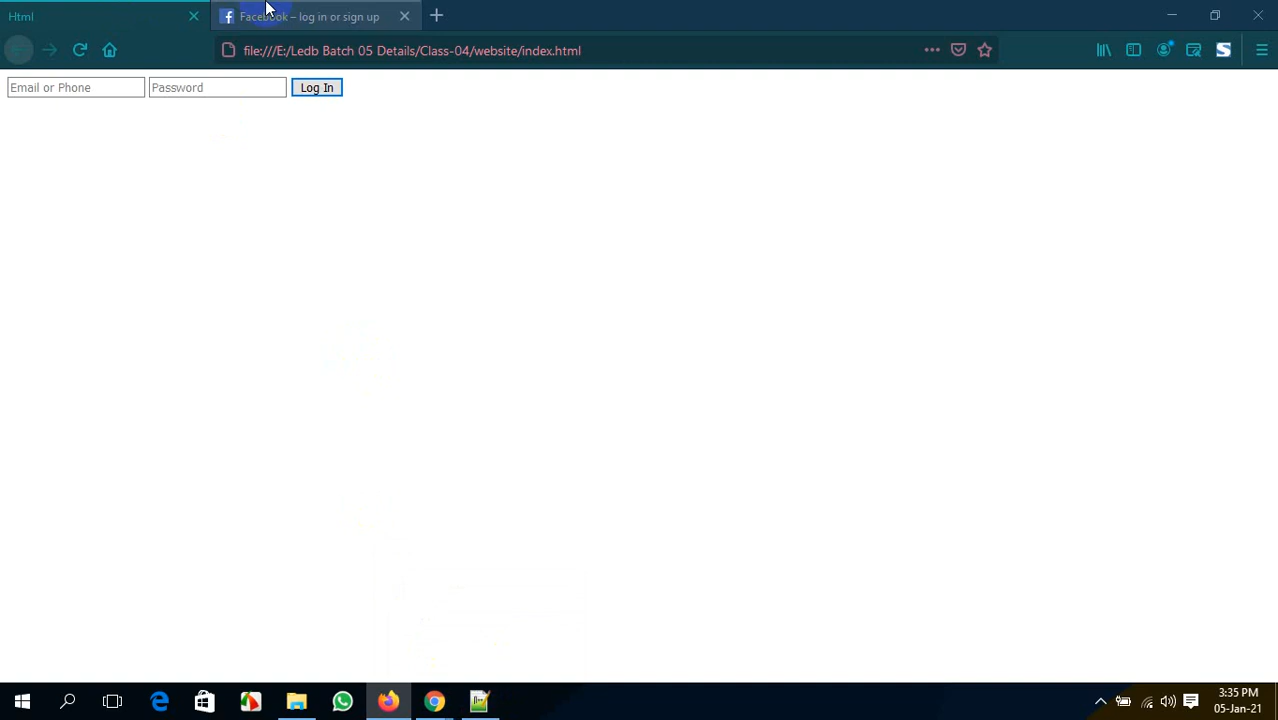 Html
Facebook – log in or sign up
file:///E:/Ledb Batch 05 Details/Class-04/website/index.html
Email or Phone
Password
Log In
3:35 PM
05-Jan-21